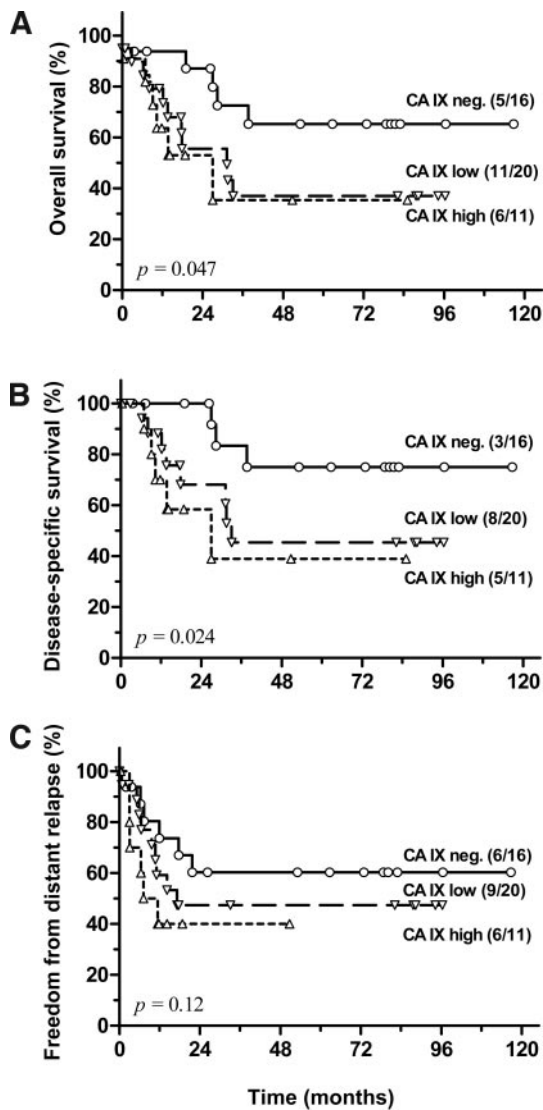 A
Overall survival (%)
100
80
60
40
20
0
CA IX neg. (5/16)
CA IX low (11/20)
CA IX high (6/11)
p = 0.047
0 24 48 72 96 120
B
Disease-specific survival (%)
100
80
60
40
20
0
CA IX neg. (3/16)
CA IX low (8/20)
CA IX high (5/11)
p = 0.024
0 24 48 72 96 120
C
Freedom from distant relapse (%)
100
80
60
40
20
0
CA IX neg. (6/16)
CA IX low (9/20)
CA IX high (6/11)
p = 0.12
0 24 48 72 96 120
Time (months)